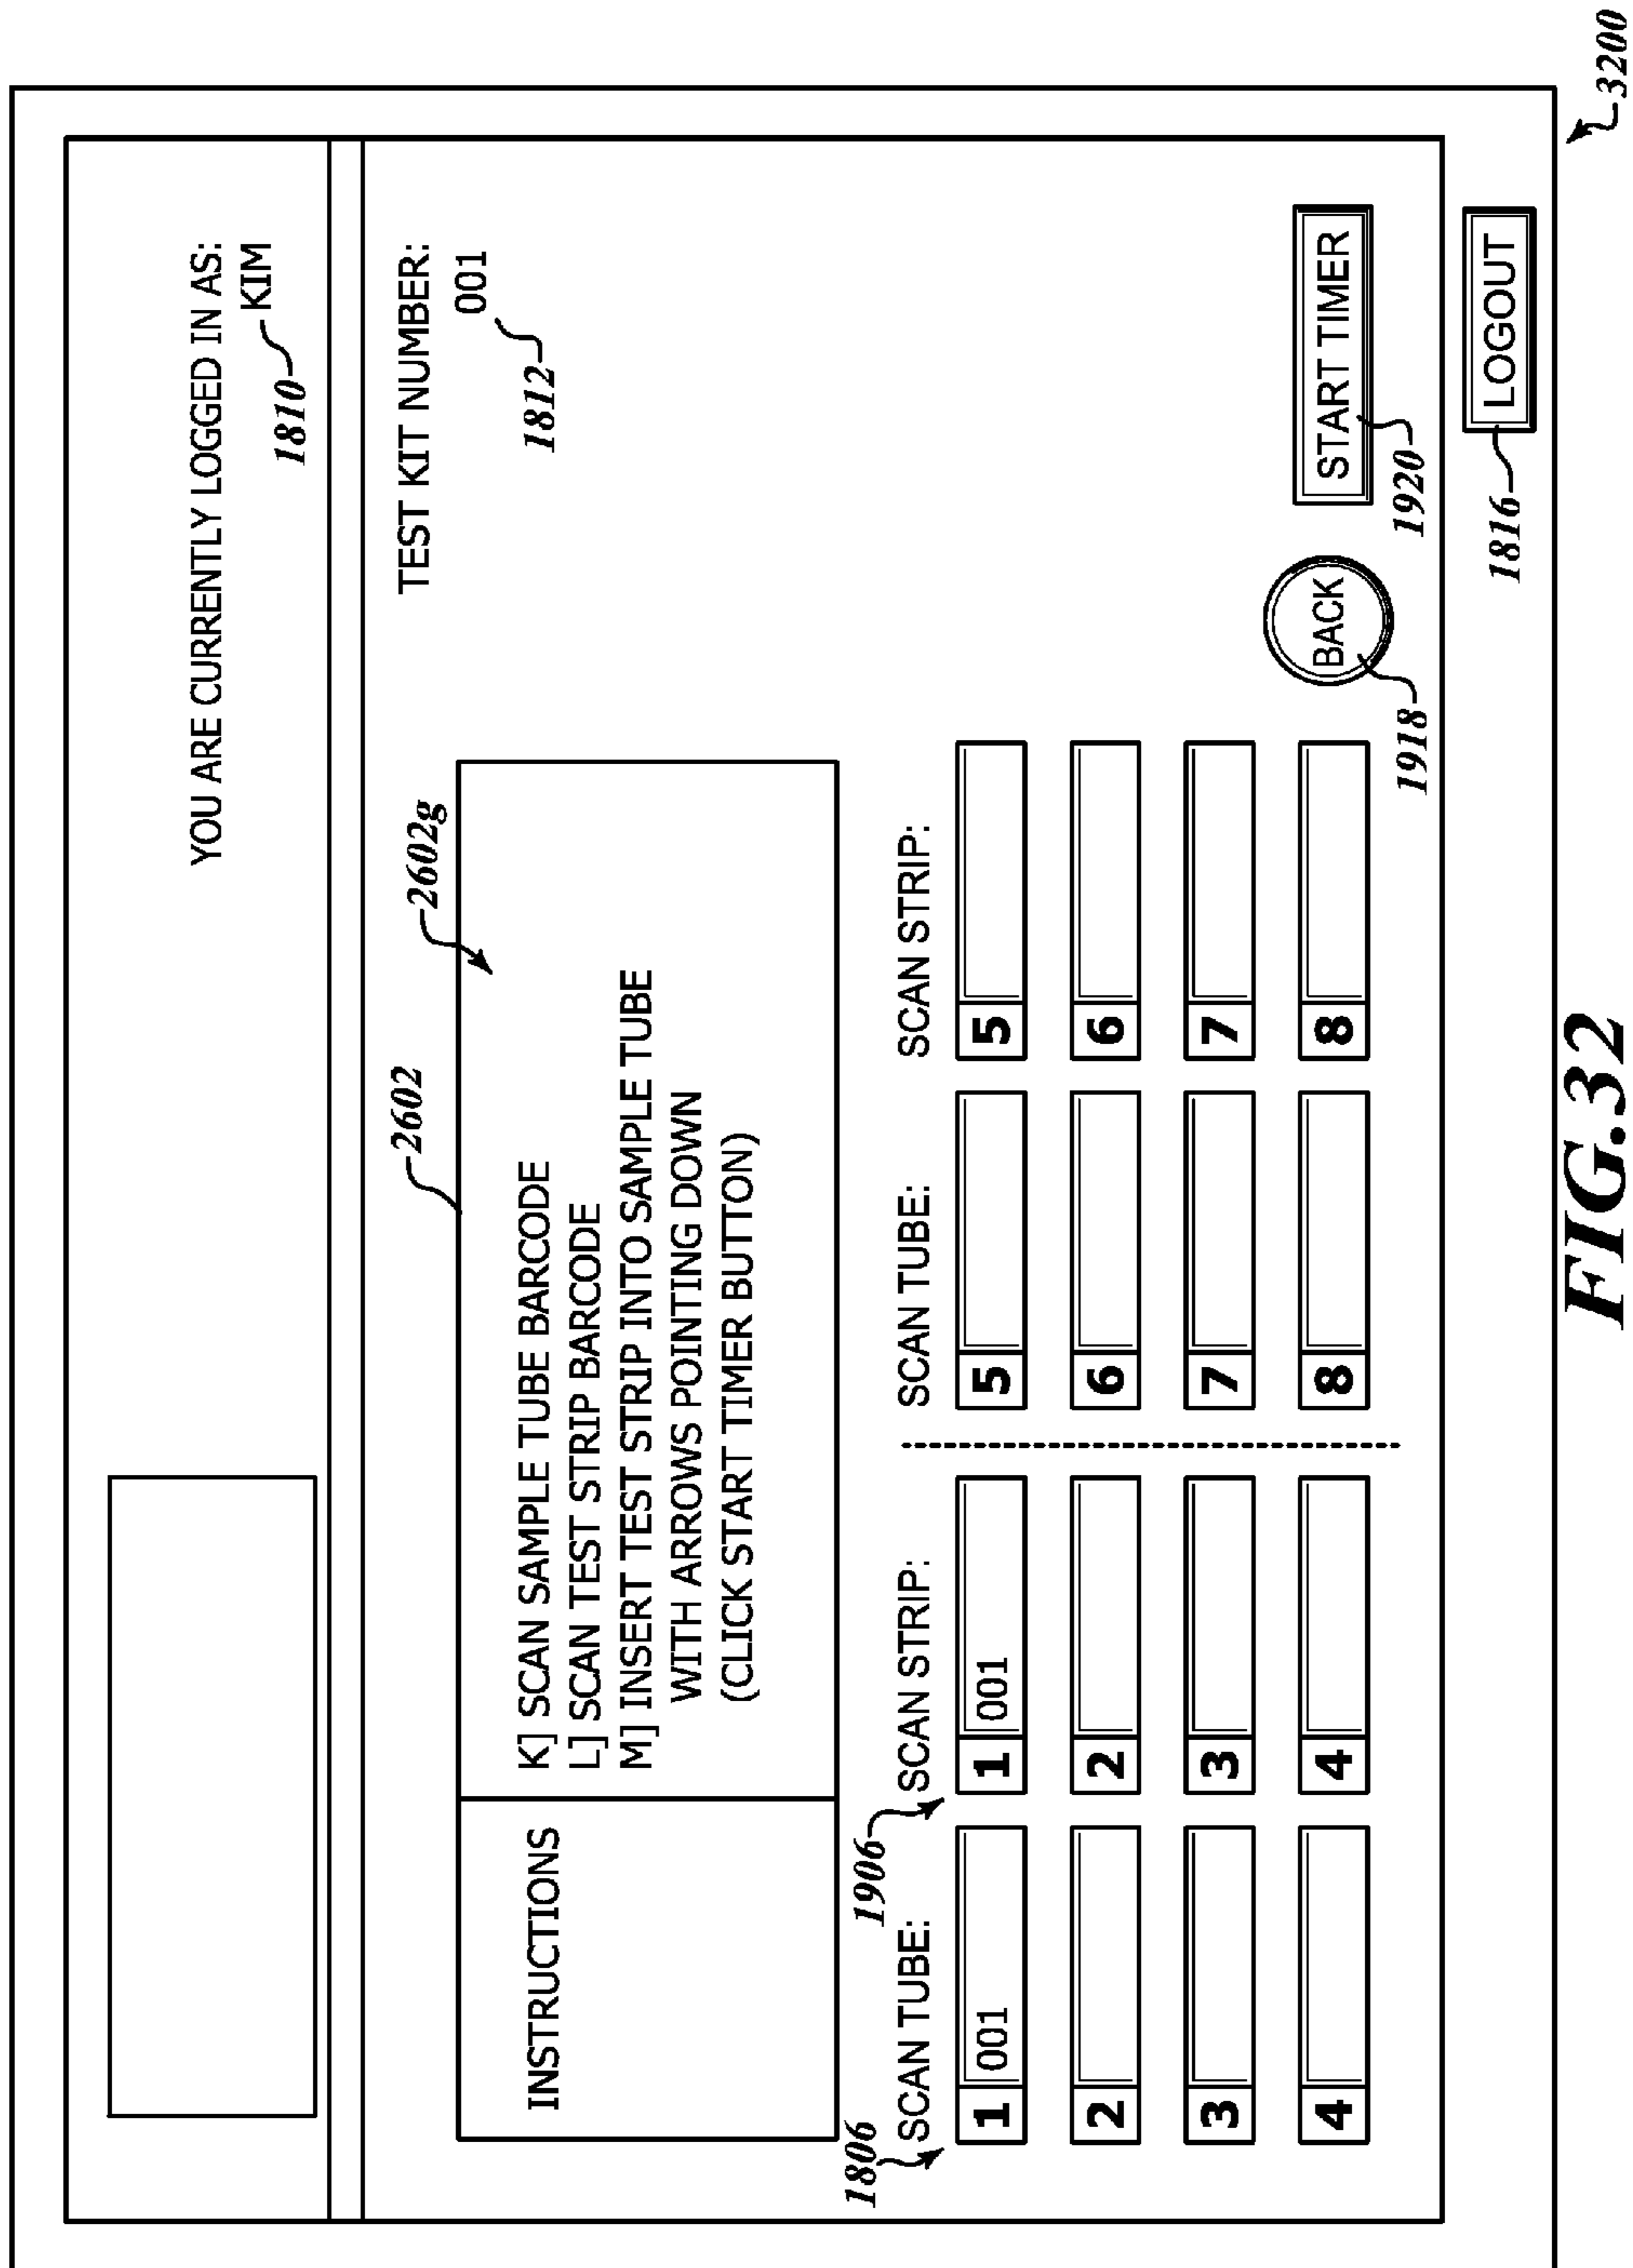 YOU ARE CURRENTLY LOGGED IN AS:
KIM
1810
TEST KIT NUMBER:
001
1812
2602
2602g
INSTRUCTIONS
K] SCAN SAMPLE TUBE BARCODE
L] SCAN TEST STRIP BARCODE
M] INSERT TEST STRIP INTO SAMPLE TUBE
WITH ARROWS POINTING DOWN
(CLICK START TIMER BUTTON)
1806
1906
SCAN TUBE: SCAN STRIP: SCAN TUBE: SCAN STRIP:
1 001 1 001 5 5
2 2 6 6
3 3 7 7
4 4 8 8
BACK
START TIMER
1918
1920
LOGOUT
1816
3200
FIG.32